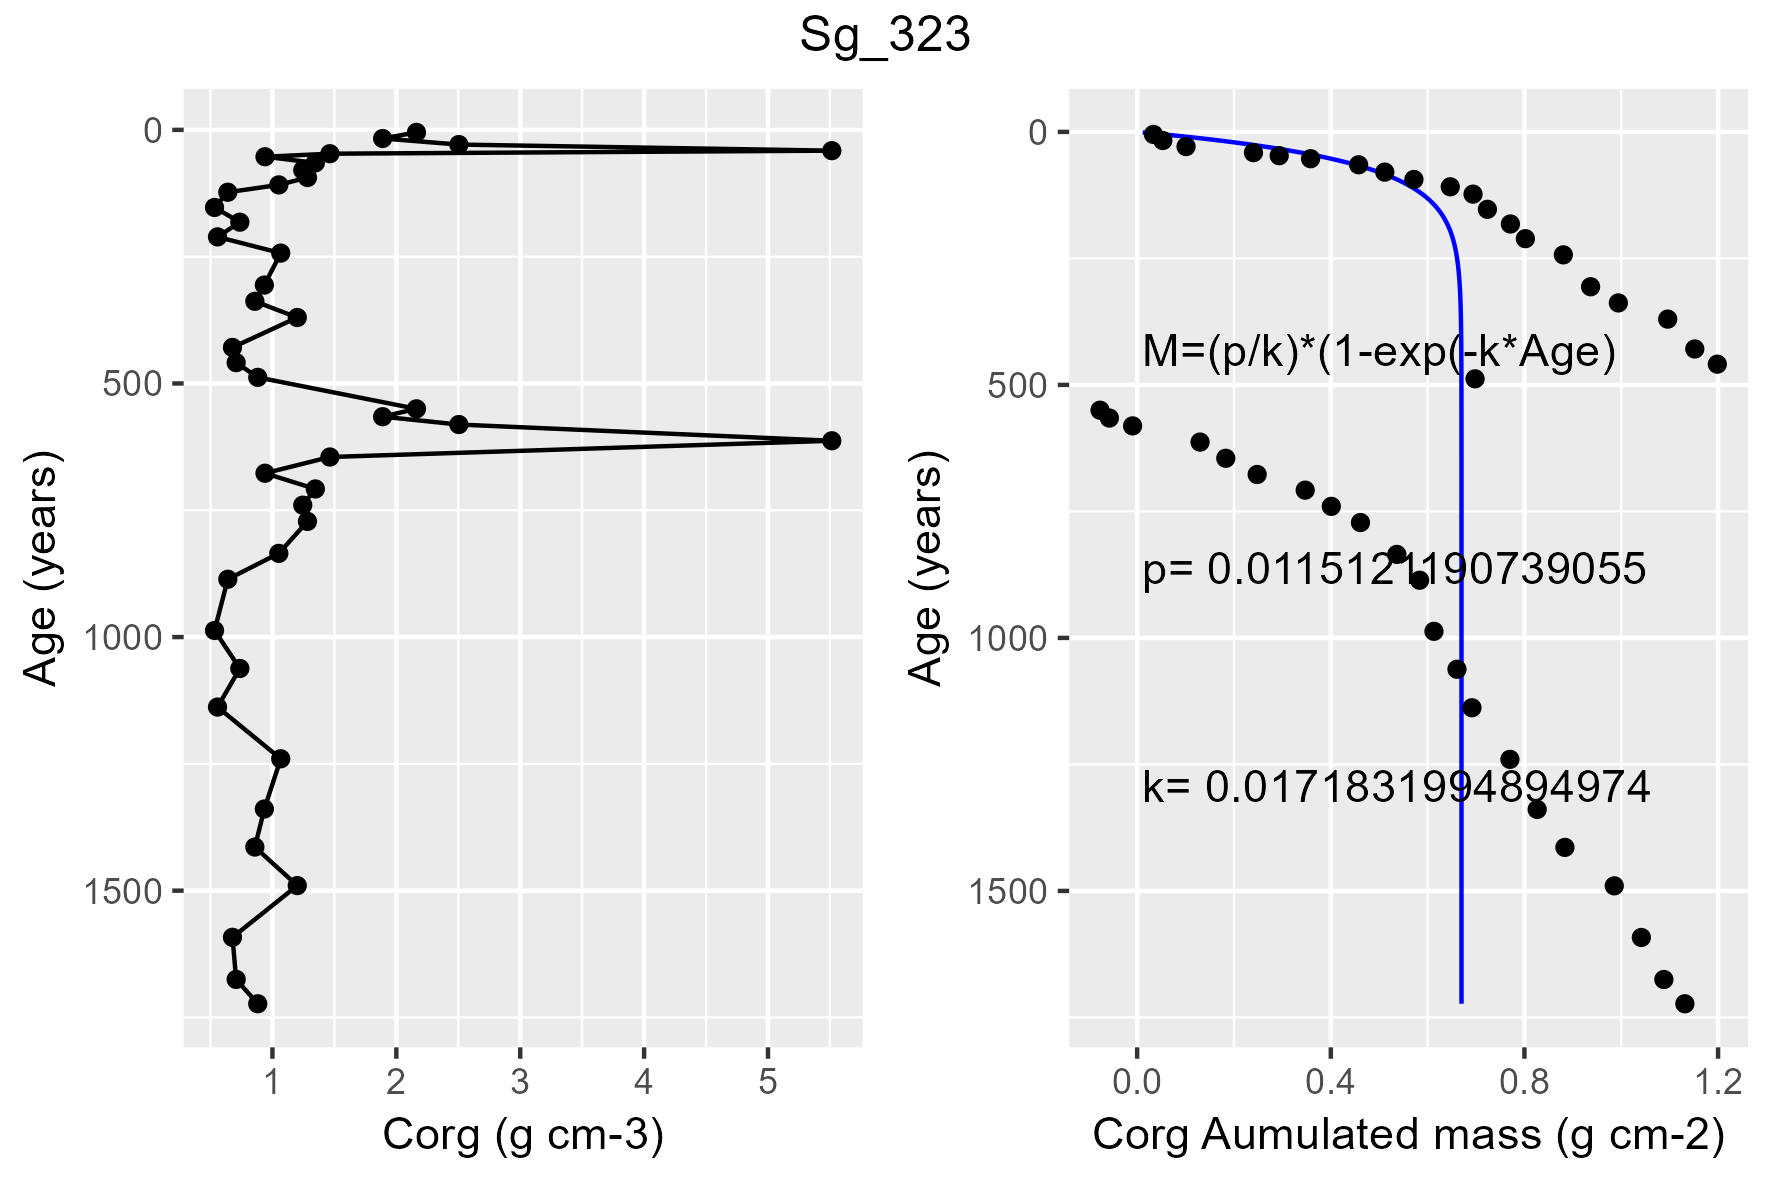 Sg_323
0
500
1000
1500
Age (years)
1
2
3
4
5
Corg (g cm-3)
0
500
1000
1500
Age (years)
M=(p/k)*(1-exp(-k*Age)
p= 0.0115121190739055
k= 0.0171831994894974
0.0
0.4
0.8
1.2
Corg Aumulated mass (g cm-2)